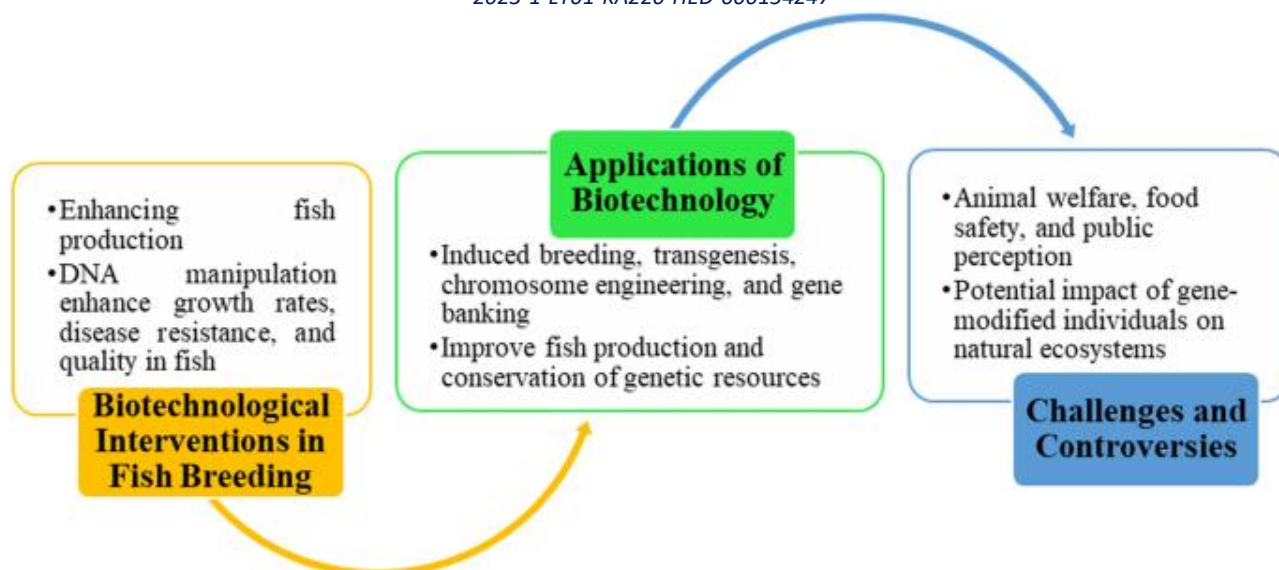 •Enhancing fish
production
•DNA manipulation
enhance growth rates,
disease resistance, and
quality in fish
Biotechnological
Interventions in
Fish Breeding
Applications of
Biotechnology
•Induced breeding, transgenesis,
chromosome engineering, and gene
banking
•Improve fish production and
conservation of genetic resources
•Animal welfare, food
safety, and public
perception
•Potential impact of gene-
modified individuals on
natural ecosystems
Challenges and
Controversies